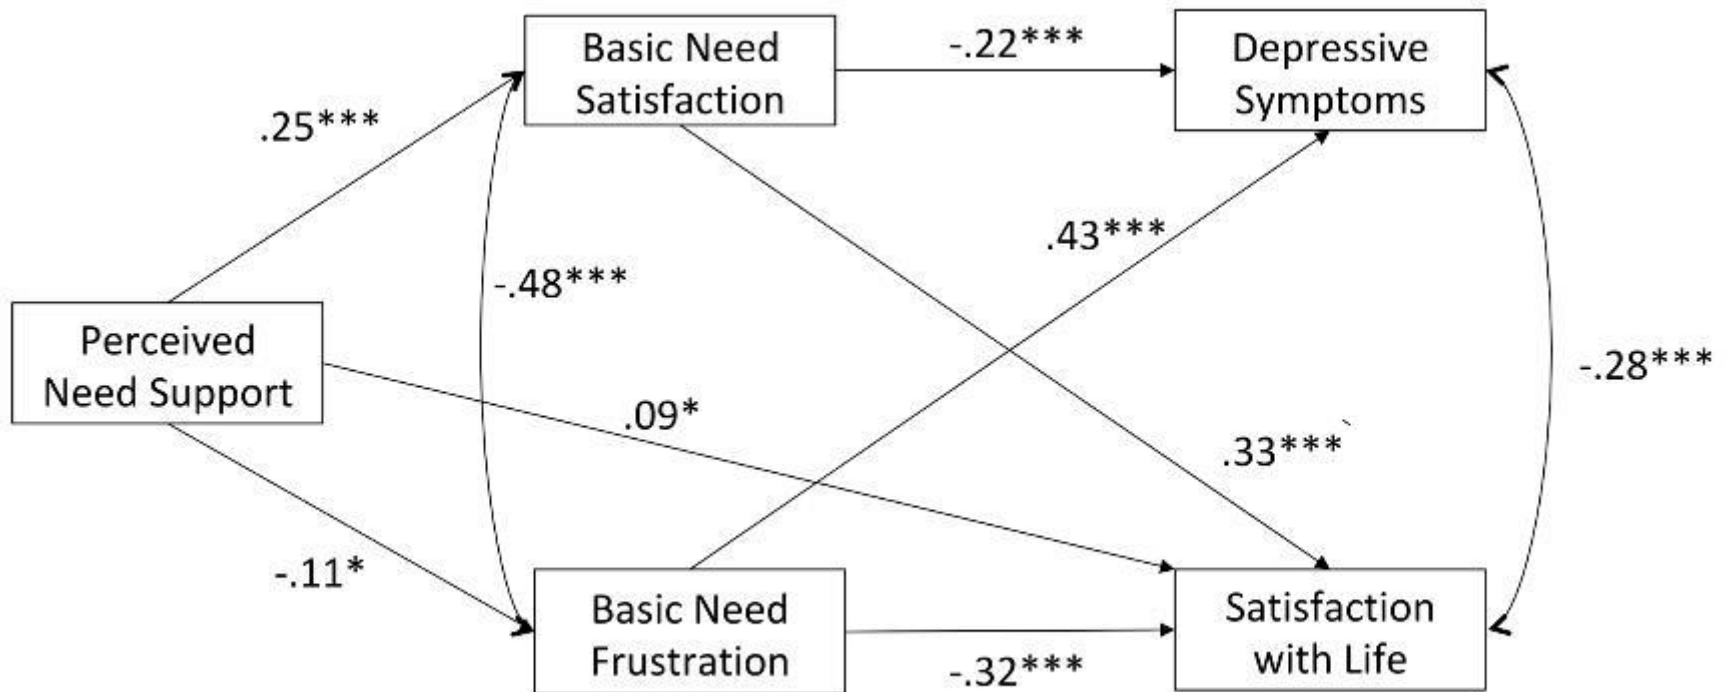 Basic Need
Satisfaction
-.22***
Depressive
Symptoms
.25***
.43***
-.48***
Perceived
Need Support
-.28***
.09*
.33***`
-.11*
Basic Need
Frustration
-.32***
Satisfaction
with Life